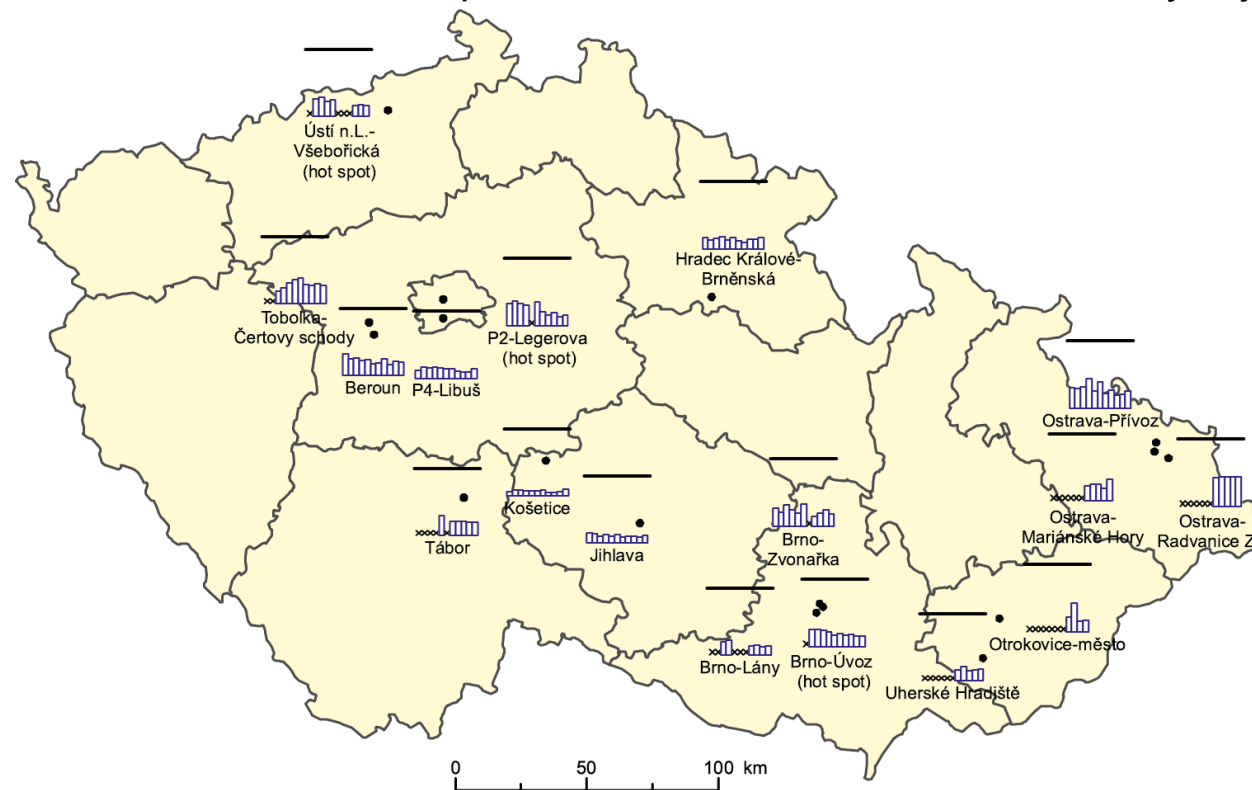 Ústí n.L.-
Všebořická
(hot spot)
Hradec Králové-
Brněnská
Tobolka-
Čertovy schody
P2-Legerova
(hot spot)
Beroun
P4-Libuš
Ostrava-Přívoz
Košetice
Ostrava-
Mariánské Hory
Ostrava-
Radvanice Z
Tábor
Jihlava
Brno-
Zvonařka
Otrokovice-město
Brno-Lány
Brno-Úvoz
(hot spot)
Uherské Hradiště
0 50 100 km